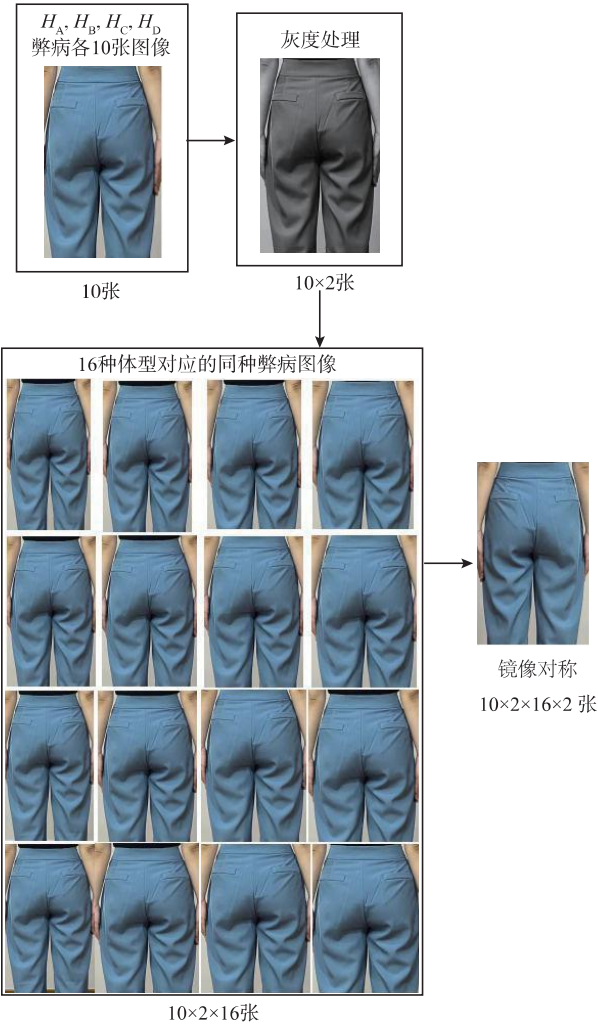 H_A, H_B, H_C, H_D
弊病各10张图像
灰度处理
10张
10×2张
16种体型对应的同种弊病图像
镜像对称
10×2×16×2 张
10×2×16张